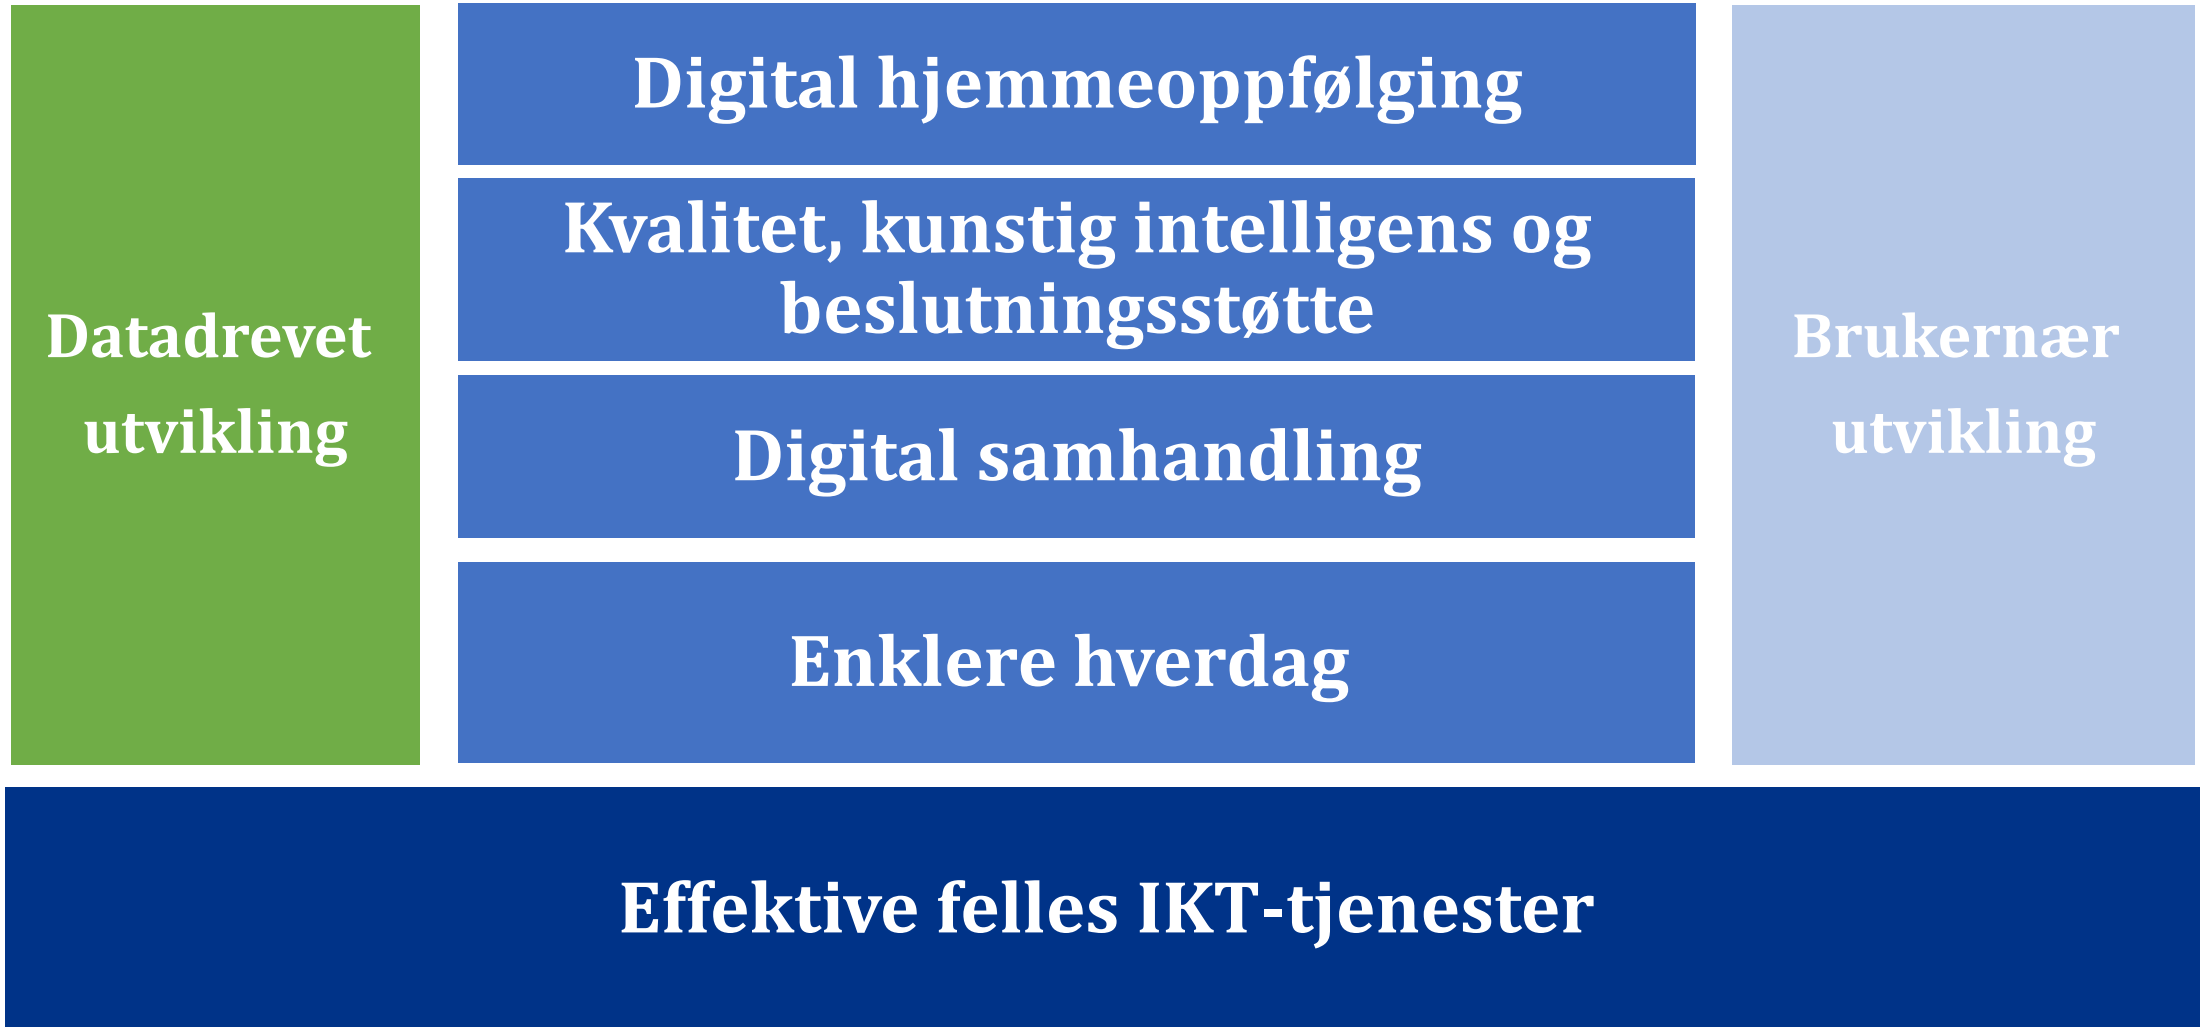 Datadrevet
utvikling
Digital hjemmeoppfølging
Kvalitet, kunstig intelligens og
beslutningsstøtte
Digital samhandling
Enklere hverdag
Brukernær
utvikling
Effektive felles IKT-tjenester